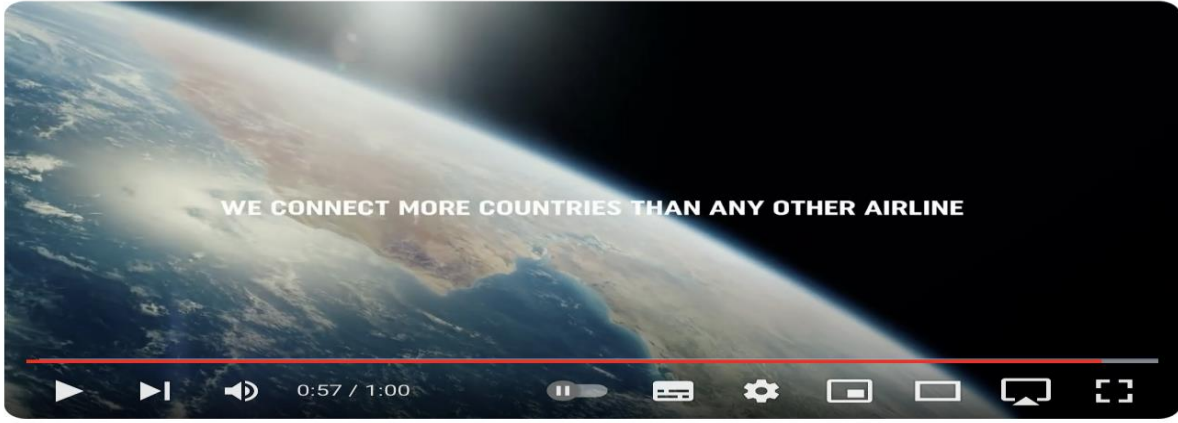 WE CONNECT MORE COUNTRIES THAN ANY OTHER AIRLINE
0:57 / 1:00